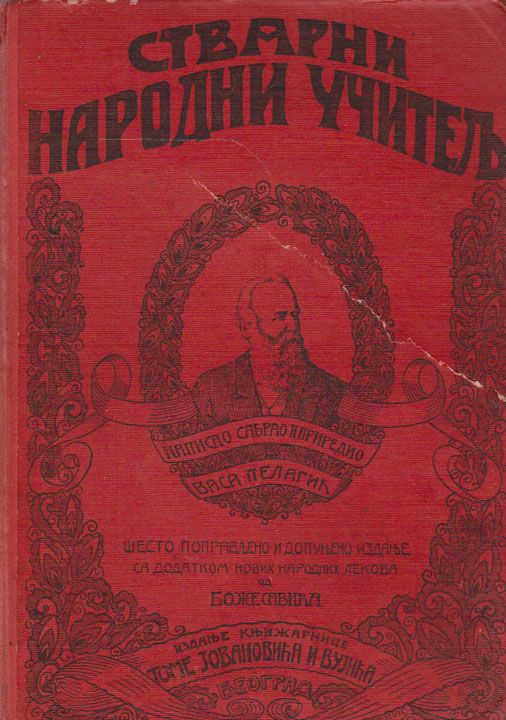 СТВАРНИ
НАРОДНИ УЧИТЕЉ
НАПИСАО САБРАО И ПРИРЕДИО
ВАСА ПЕЛАГИЋ
ШЕСТО ПОПРАВЉЕНО И ДОПУЊЕНО ИЗДАЊЕ
СА ДОДАТКОМ НОВИХ НАРОДНИХ ЛЕКОВА
ОД
БОЖЕ САВИЋА
ИЗДАЊЕ КЊИЖАРНИЦЕ
ТОМЕ ЈОВАНОВИЋА И ВУЈИЋА
БЕОГРАД